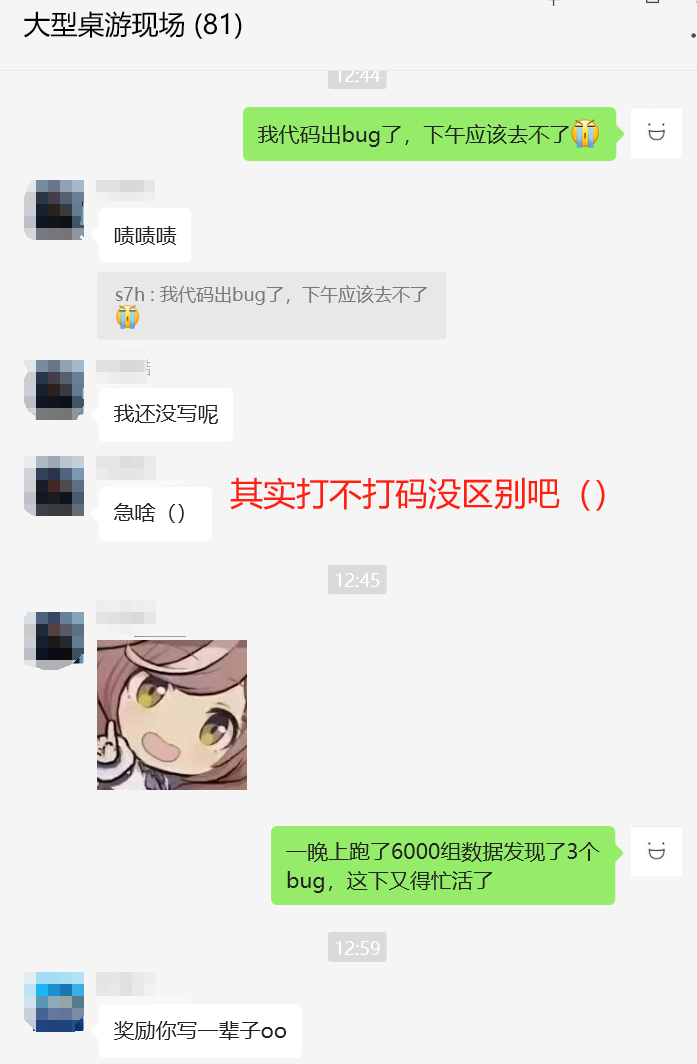 大型桌游现场 (81)
12:44
我代码出bug了，下午应该去不了😭
啧啧啧
s7h : 我代码出bug了，下午应该去不了
😭
我还没写呢
急啥（）
其实打不打码没区别吧（）
12:45
一晚上跑了6000组数据发现了3个
bug，这下又得忙活了
12:59
奖励你写一辈子oo